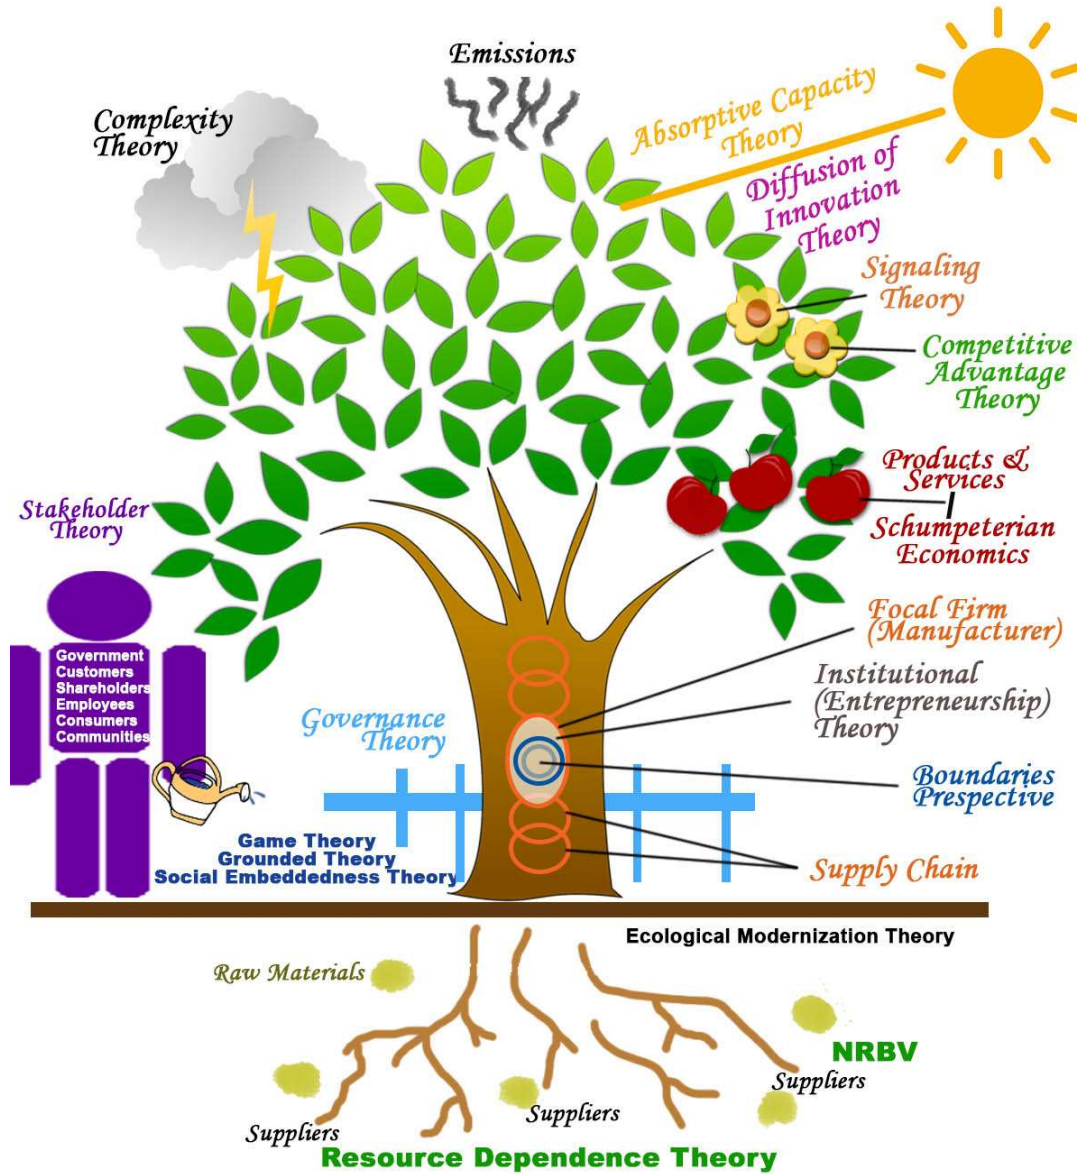 Emissions
Complexity
Theory
Absorptive Capacity
Theory
Diffusion of
Innovation
Theory
Signaling
Theory
Competitive
Advantage
Theory
Products &
Services
Schumpeterian
Economics
Stakeholder
Theory
Government
Customers
Shareholders
Employees
Consumers
Communities
Focal Firm
(Manufacturer)
Institutional
(Entrepreneurship)
Theory
Governance
Theory
Boundaries
Prespective
Game Theory
Grounded Theory
Social Embeddedness Theory
Supply Chain
Ecological Modernization Theory
Raw Materials
NRBV
Suppliers
Suppliers
Suppliers
Resource Dependence Theory